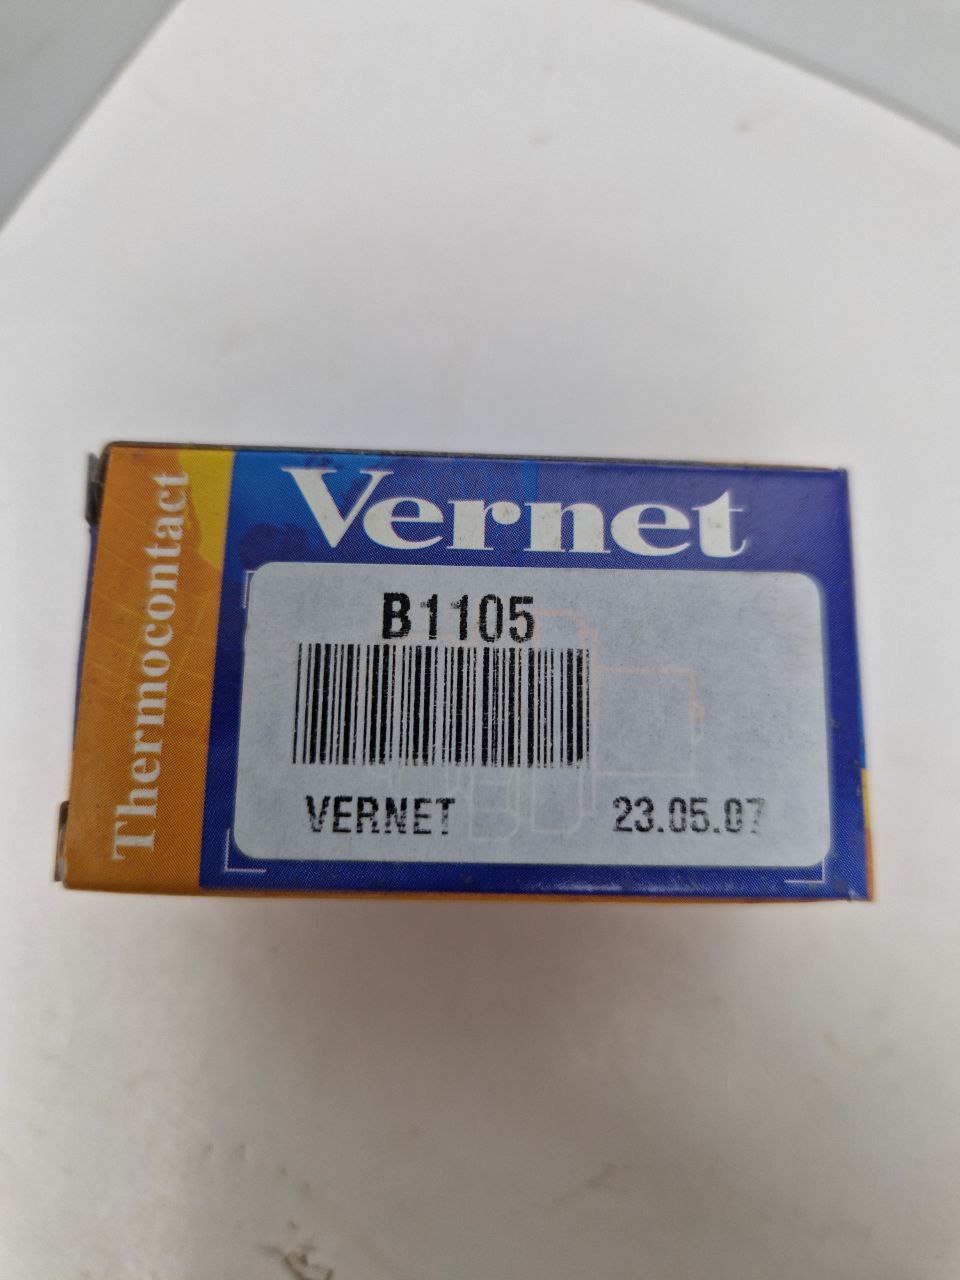 Thermocontact
Vernet
B1105
VERNET 23.05.07